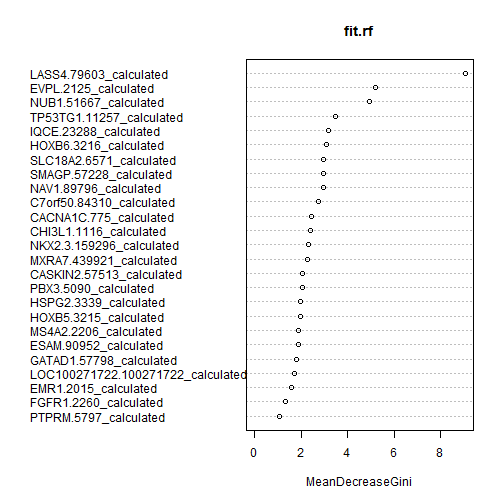 fit.rf
LASS4.79603_calculated
EVPL.2125_calculated
NUB1.51667_calculated
TP53TG1.11257_calculated
IQCE.23288_calculated
HOXB6.3216_calculated
SLC18A2.6571_calculated
SMAGP.57228_calculated
NAV1.89796_calculated
C7orf50.84310_calculated
CACNA1C.775_calculated
CHI3L1.1116_calculated
NKX2.3.159296_calculated
MXRA7.439921_calculated
CASKIN2.57513_calculated
PBX3.5090_calculated
HSPG2.3339_calculated
HOXB5.3215_calculated
MS4A2.2206_calculated
ESAM.90952_calculated
GATAD1.57798_calculated
LOC100271722.100271722_calculated
EMR1.2015_calculated
FGFR1.2260_calculated
PTPRM.5797_calculated
0 2 4 6 8
MeanDecreaseGini